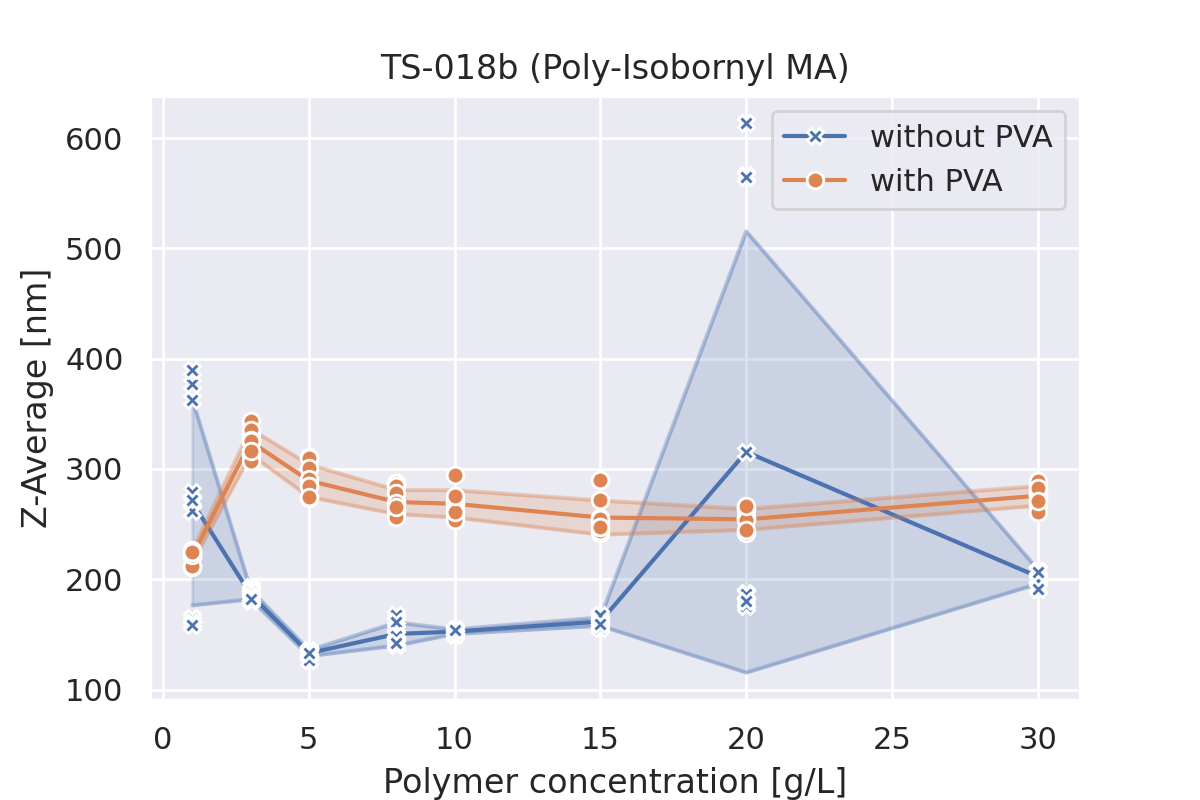 TS-018b (Poly-Isobornyl MA)
without PVA
with PVA
Z-Average [nm]
600
500
400
300
200
100
0 5 10 15 20 25 30
Polymer concentration [g/L]